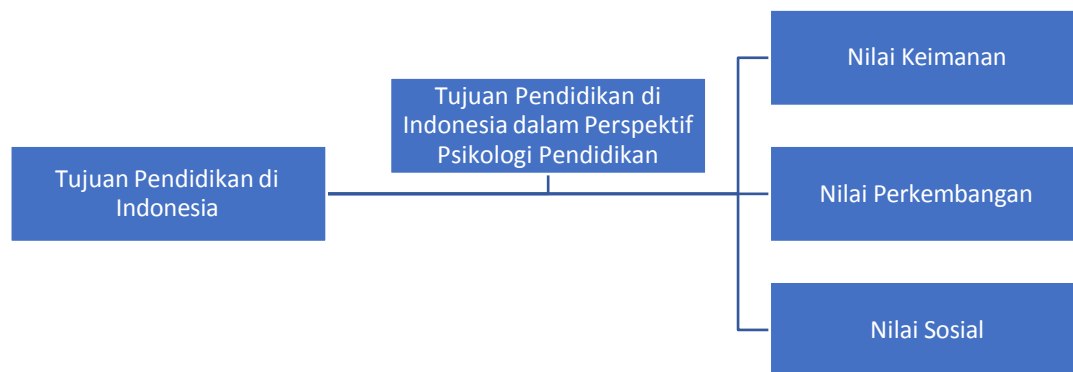 Tujuan Pendidikan di
Indonesia
Tujuan Pendidikan di
Indonesia dalam Perspektif
Psikologi Pendidikan
Nilai Keimanan
Nilai Perkembangan
Nilai Sosial